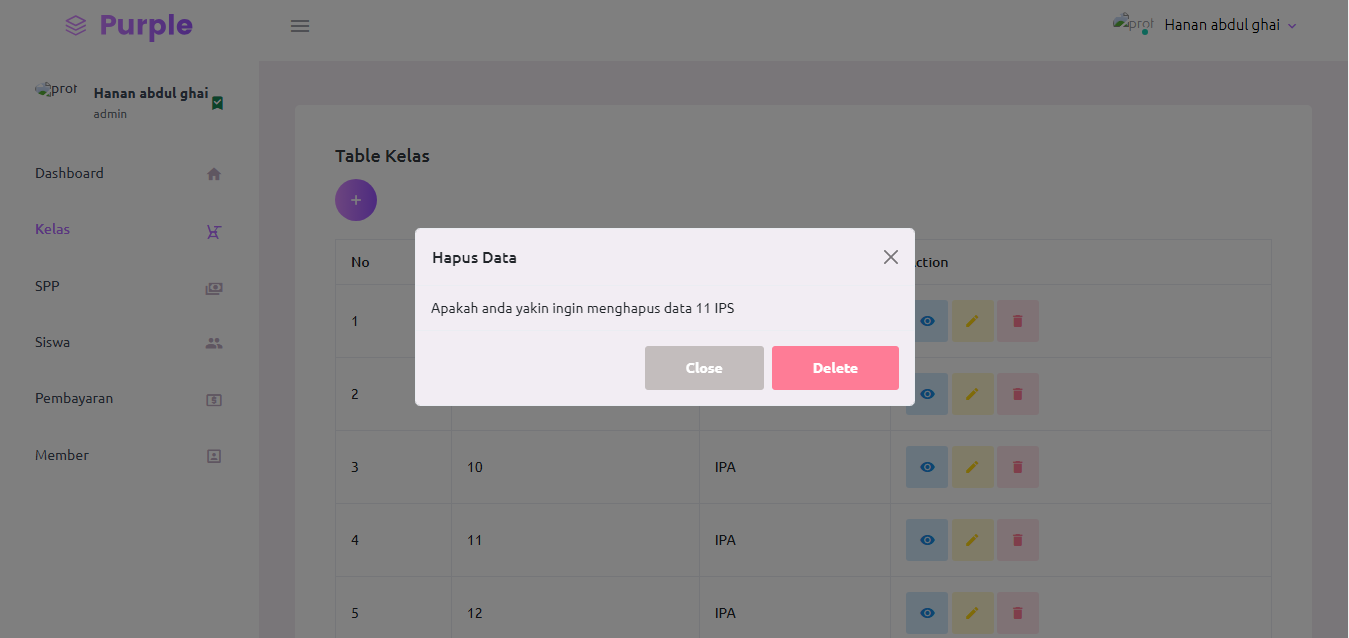 Purple
prof Hanan abdul ghai
prof Hanan abdul ghai
admin
Dashboard
Kelas
SPP
Siswa
Pembayaran
Member
Table Kelas
+
No ction
1
2
3 10 IPA
4 11 IPA
5 12 IPA
Hapus Data
Apakah anda yakin ingin menghapus data 11 IPS
Close Delete